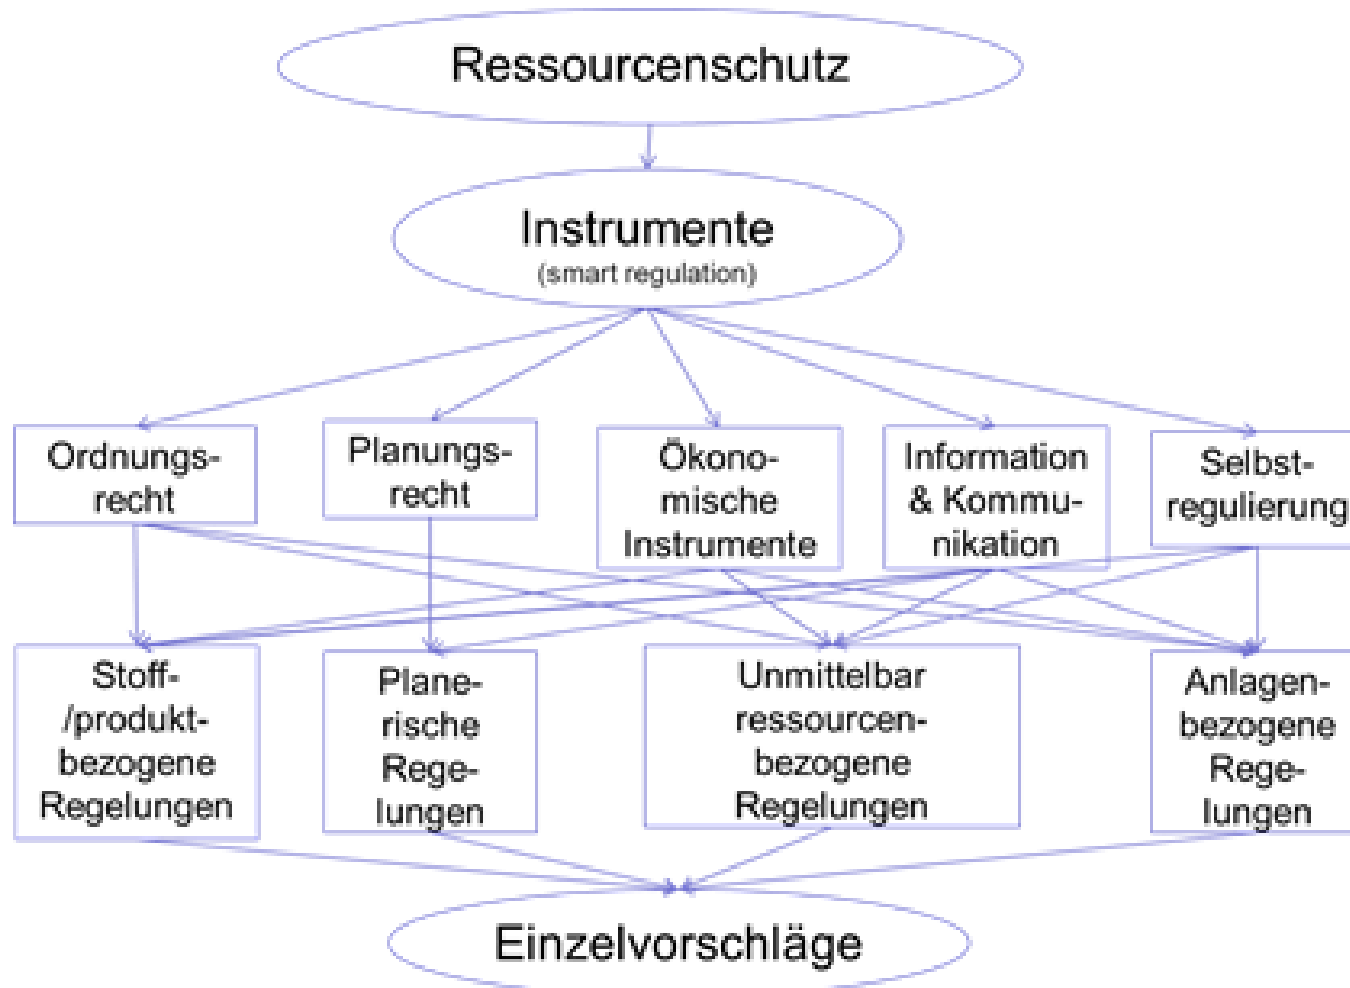 Ressourcenschutz
Instrumente
(smart regulation)
Ordnungs-
recht
Planungs-
recht
Ökono-
mische
Instrumente
Information
& Kommu-
nikation
Selbst-
regulierung
Stoff-
/produkt-
bezogene
Regelungen
Plane-
rische
Rege-
lungen
Unmittelbar
ressourcen-
bezogene
Regelungen
Anlagen-
bezogene
Rege-
lungen
Einzelvorschläge